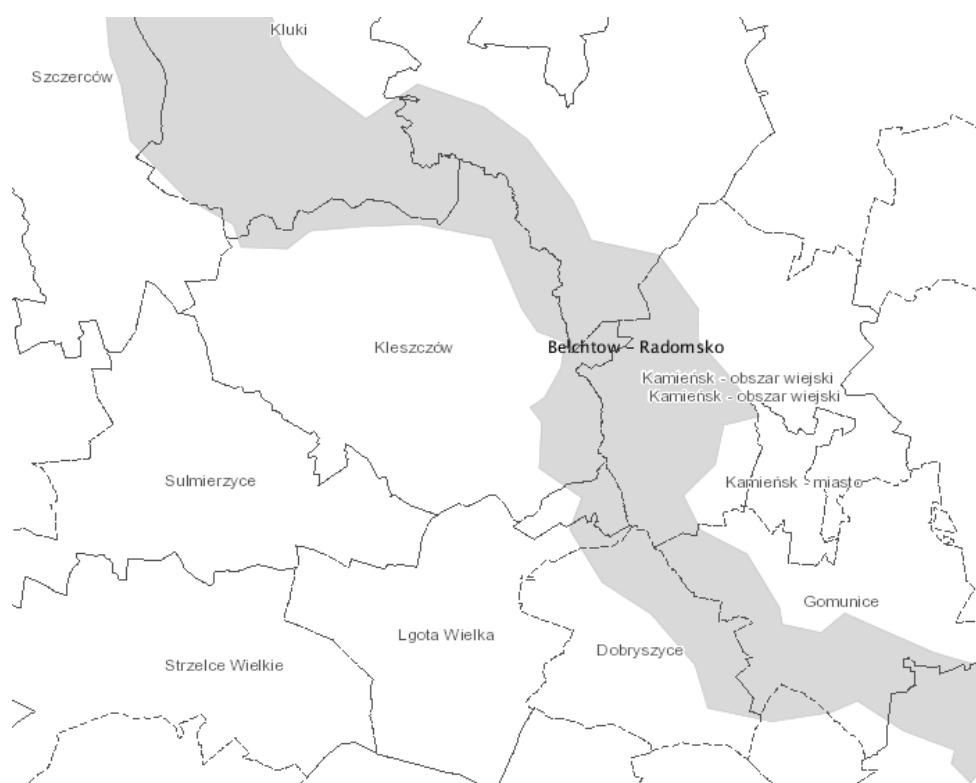 Kluki
Szczerców
Kleszczów
Belchtow - Radomsko
Kamieńsk - obszar wiejski
Kamieńsk - obszar wiejski
Sulmierzyce
Kamieńsk - miasto
Gomunice
Lgota Wielka
Dobryszyce
Strzelce Wielkie